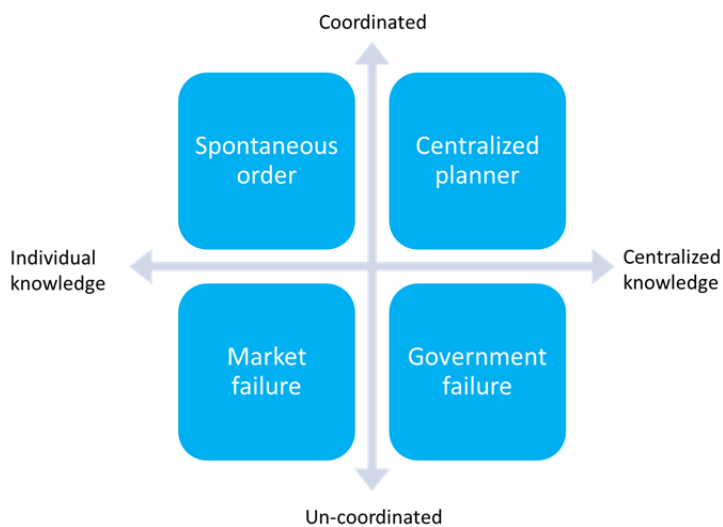 Coordinated
Spontaneous
order
Centralized
planner
Individual
knowledge
Centralized
knowledge
Market
failure
Government
failure
Un-coordinated